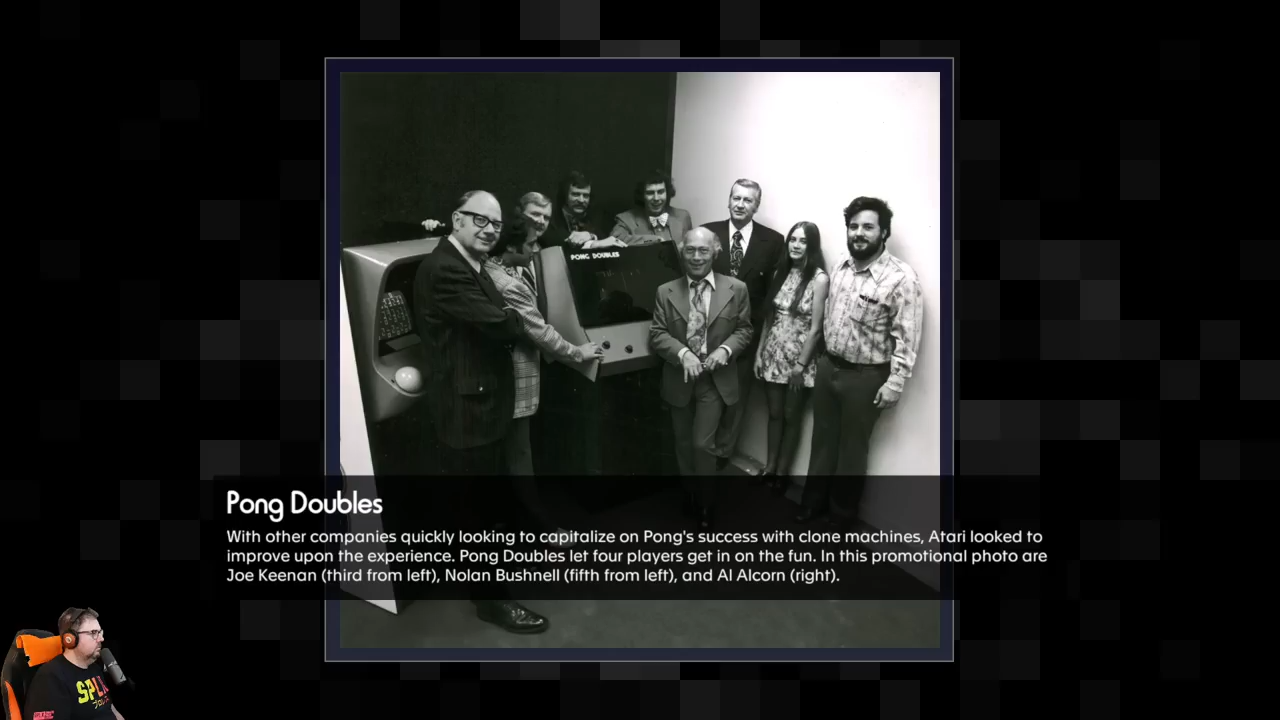 PONG DOUBLES
Pong Doubles
With other companies quickly looking to capitalize on Pong's success with clone machines, Atari looked to
improve upon the experience. Pong Doubles let four players get in on the fun. In this promotional photo are
Joe Keenan (third from left), Nolan Bushnell (fifth from left), and Al Alcorn (right).